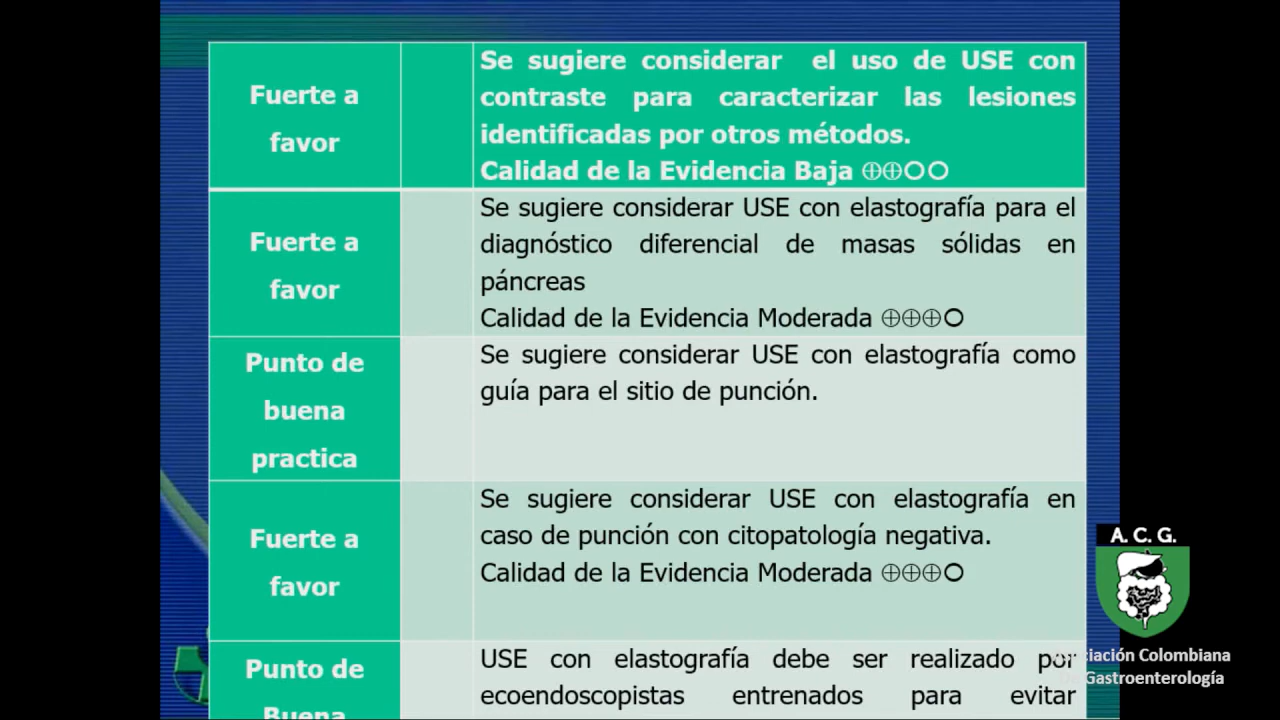 Fuerte a
favor
Se sugiere considerar el uso de USE con
contraste para caracterizar las lesiones
identificadas por otros métodos.
Calidad de la Evidencia Baja ⊕⊕○○
Fuerte a
favor
Se sugiere considerar USE con elastografía para el
diagnóstico diferencial de masas sólidas en
páncreas
Calidad de la Evidencia Moderada ⊕⊕⊕○
Punto de
buena
practica
Se sugiere considerar USE con elastografía como
guía para el sitio de punción.
Fuerte a
favor
Se sugiere considerar USE con elastografía en
caso de punción con citopatología negativa.
Calidad de la Evidencia Moderada ⊕⊕⊕○
Punto de
Buena
USE con elastografía debe ser realizado por
ecoendoscopistas entrenados para evitar
A. C. G.
Colombiana
Gastroenterología